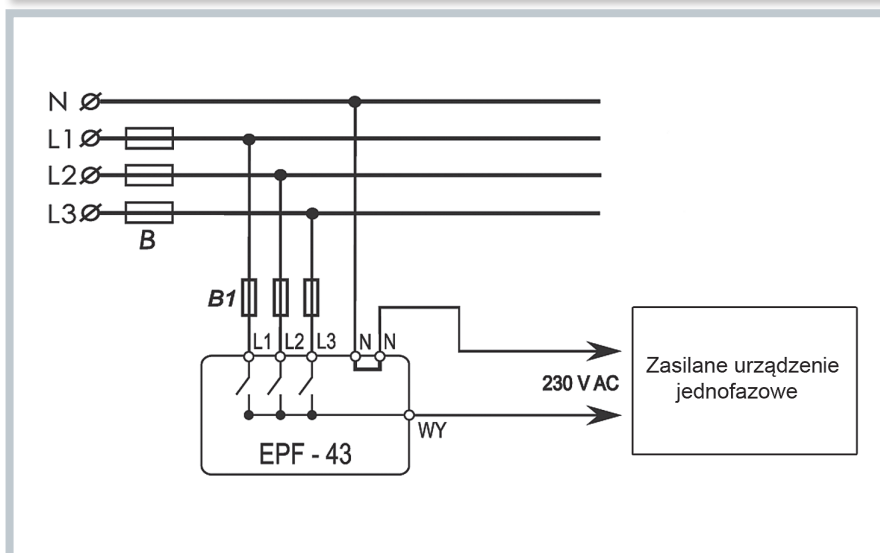 N
L1
L2
L3
B
B1
L1 L2 L3 N N
230 V AC
Zasilane urządzenie
jednofazowe
WY
EPF - 43